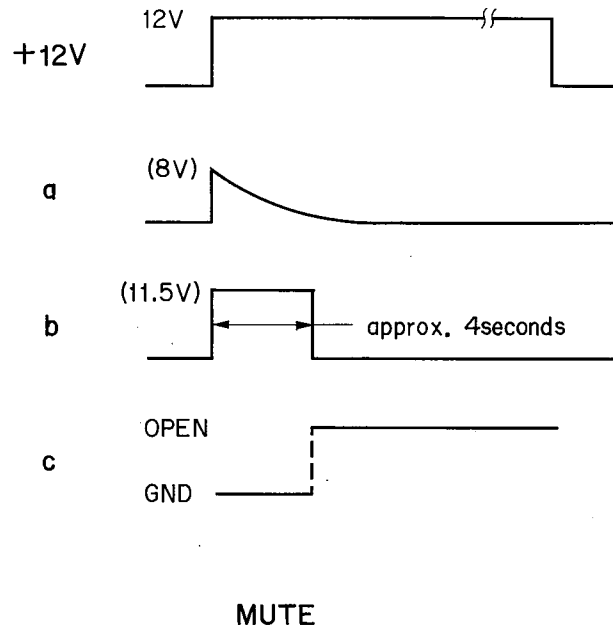 12V
+12V
(8V)
a
(11.5V)
b
approx. 4seconds
OPEN
c
GND
MUTE